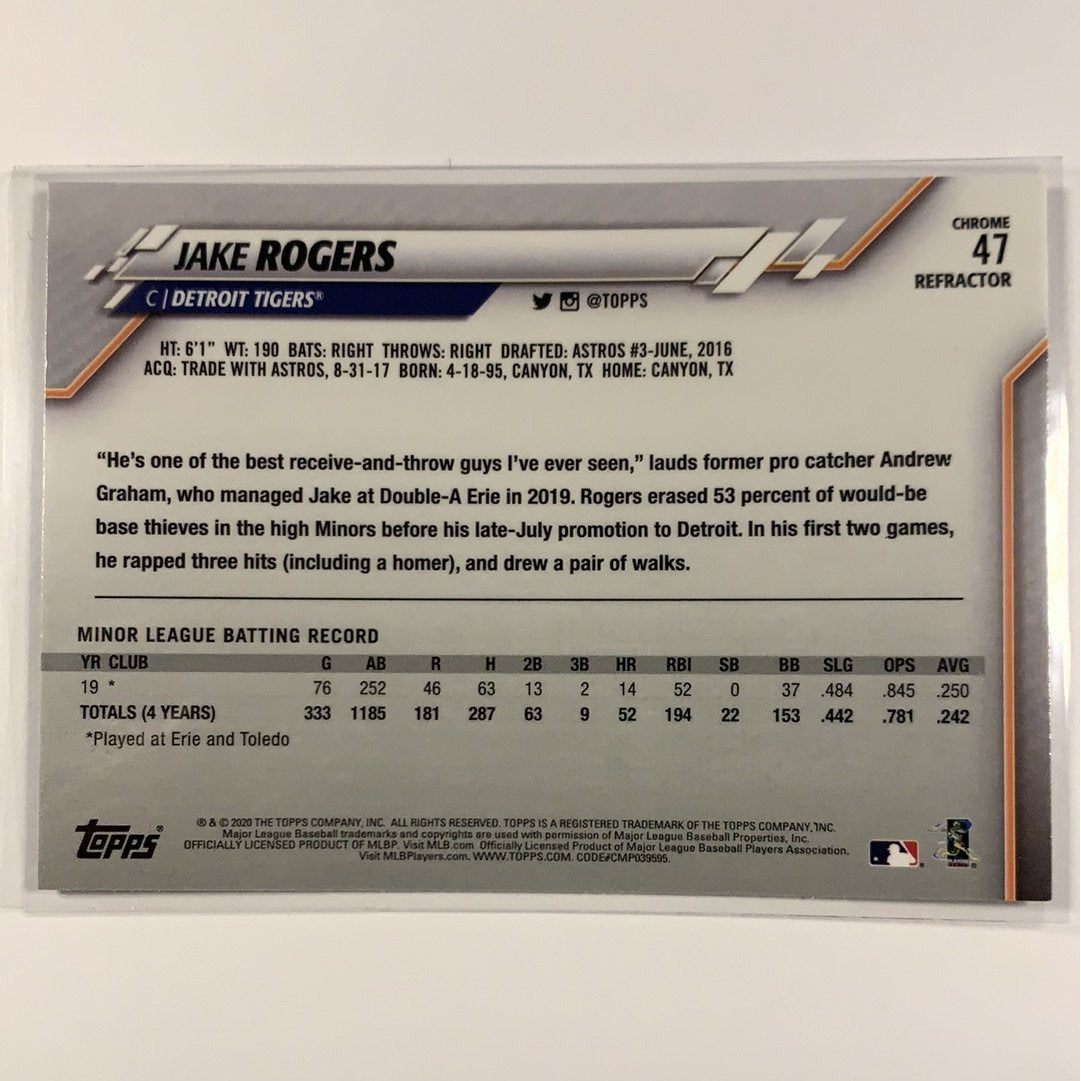 JAKE ROGERS
C | DETROIT TIGERS®
@TOPPS
CHROME
47
REFRACTOR
HT: 6'1" WT: 190 BATS: RIGHT THROWS: RIGHT DRAFTED: ASTROS #3-JUNE, 2016
ACQ: TRADE WITH ASTROS, 8-31-17 BORN: 4-18-95, CANYON, TX HOME: CANYON, TX
“He’s one of the best receive-and-throw guys I’ve ever seen,” lauds former pro catcher Andrew
Graham, who managed Jake at Double-A Erie in 2019. Rogers erased 53 percent of would-be
base thieves in the high Minors before his late-July promotion to Detroit. In his first two games,
he rapped three hits (including a homer), and drew a pair of walks.
MINOR LEAGUE BATTING RECORD
YR CLUB G AB R H 2B 3B HR RBI SB BB SLG OPS AVG
19 * 76 252 46 63 13 2 14 52 0 37 .484 .845 .250
TOTALS (4 YEARS) 333 1185 181 287 63 9 52 194 22 153 .442 .781 .242
*Played at Erie and Toledo
Topps®
® & © 2020 THE TOPPS COMPANY, INC. ALL RIGHTS RESERVED. TOPPS IS A REGISTERED TRADEMARK OF THE TOPPS COMPANY, INC.
Major League Baseball trademarks and copyrights are used with permission of Major League Baseball Properties, Inc.
OFFICIALLY LICENSED PRODUCT OF MLBP. Visit MLB.com Officially Licensed Product of Major League Baseball Players Association.
Visit MLBPlayers.com. WWW.TOPPS.COM. CODE#CMP039595.